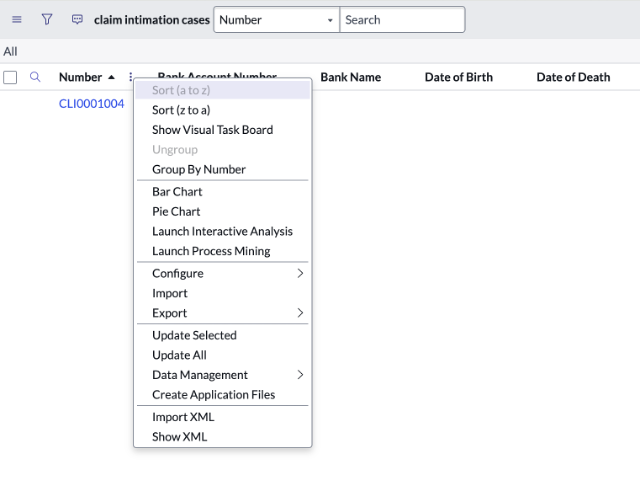 claim intimation cases Number Search
All
Number Bank Account Number Bank Name Date of Birth Date of Death
CLI0001004
Sort (a to z)
Sort (z to a)
Show Visual Task Board
Ungroup
Group By Number
Bar Chart
Pie Chart
Launch Interactive Analysis
Launch Process Mining
Configure
Import
Export
Update Selected
Update All
Data Management
Create Application Files
Import XML
Show XML